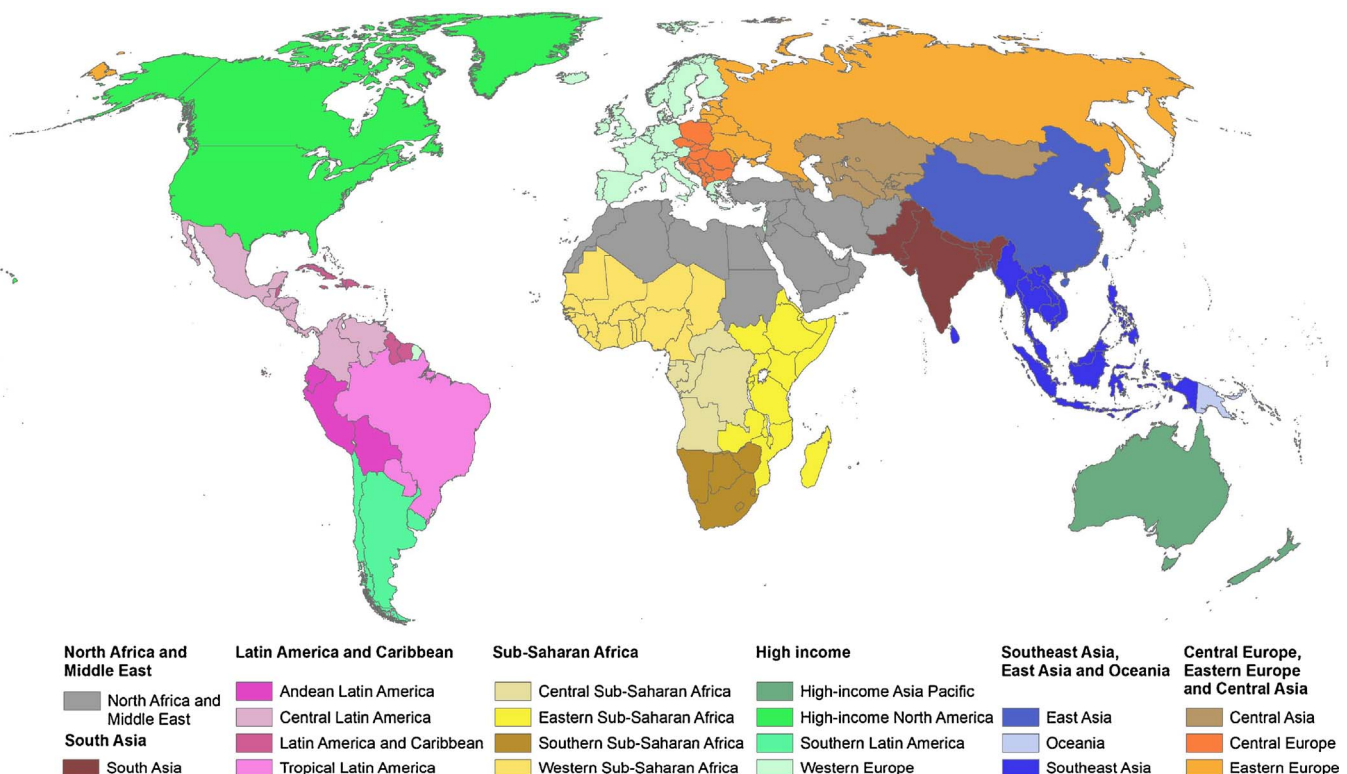 North Africa and
Middle East
North Africa and
Middle East
South Asia
South Asia
Latin America and Caribbean
Andean Latin America
Central Latin America
Latin America and Caribbean
Tropical Latin America
Sub-Saharan Africa
Central Sub-Saharan Africa
Eastern Sub-Saharan Africa
Southern Sub-Saharan Africa
Western Sub-Saharan Africa
High income
High-income Asia Pacific
High-income North America
Southern Latin America
Western Europe
Southeast Asia,
East Asia and Oceania
East Asia
Oceania
Southeast Asia
Central Europe,
Eastern Europe
and Central Asia
Central Asia
Central Europe
Eastern Europe